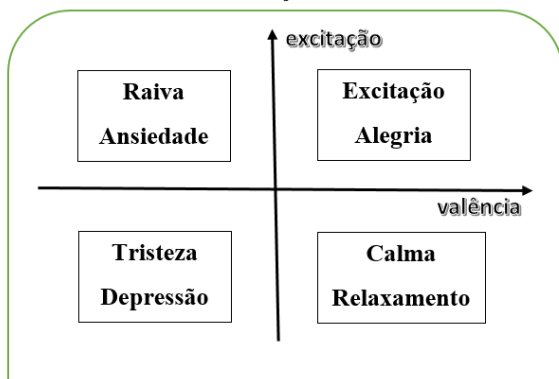 excitação
Raiva
Ansiedade
Excitação
Alegria
valência
Tristeza
Depressão
Calma
Relaxamento